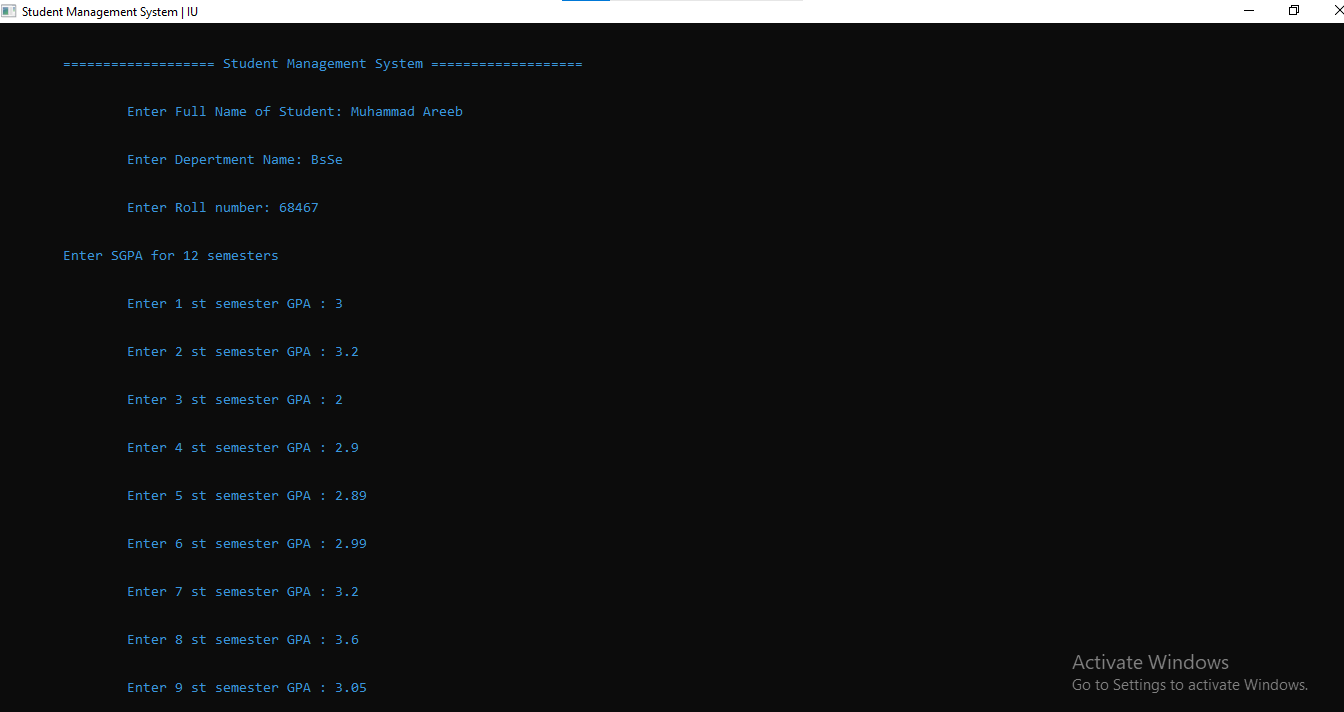 Student Management System | IU
=================== Student Management System ===================
Enter Full Name of Student: Muhammad Areeb
Enter Depertment Name: BsSe
Enter Roll number: 68467
Enter SGPA for 12 semesters
Enter 1 st semester GPA : 3
Enter 2 st semester GPA : 3.2
Enter 3 st semester GPA : 2
Enter 4 st semester GPA : 2.9
Enter 5 st semester GPA : 2.89
Enter 6 st semester GPA : 2.99
Enter 7 st semester GPA : 3.2
Enter 8 st semester GPA : 3.6
Enter 9 st semester GPA : 3.05
Activate Windows
Go to Settings to activate Windows.